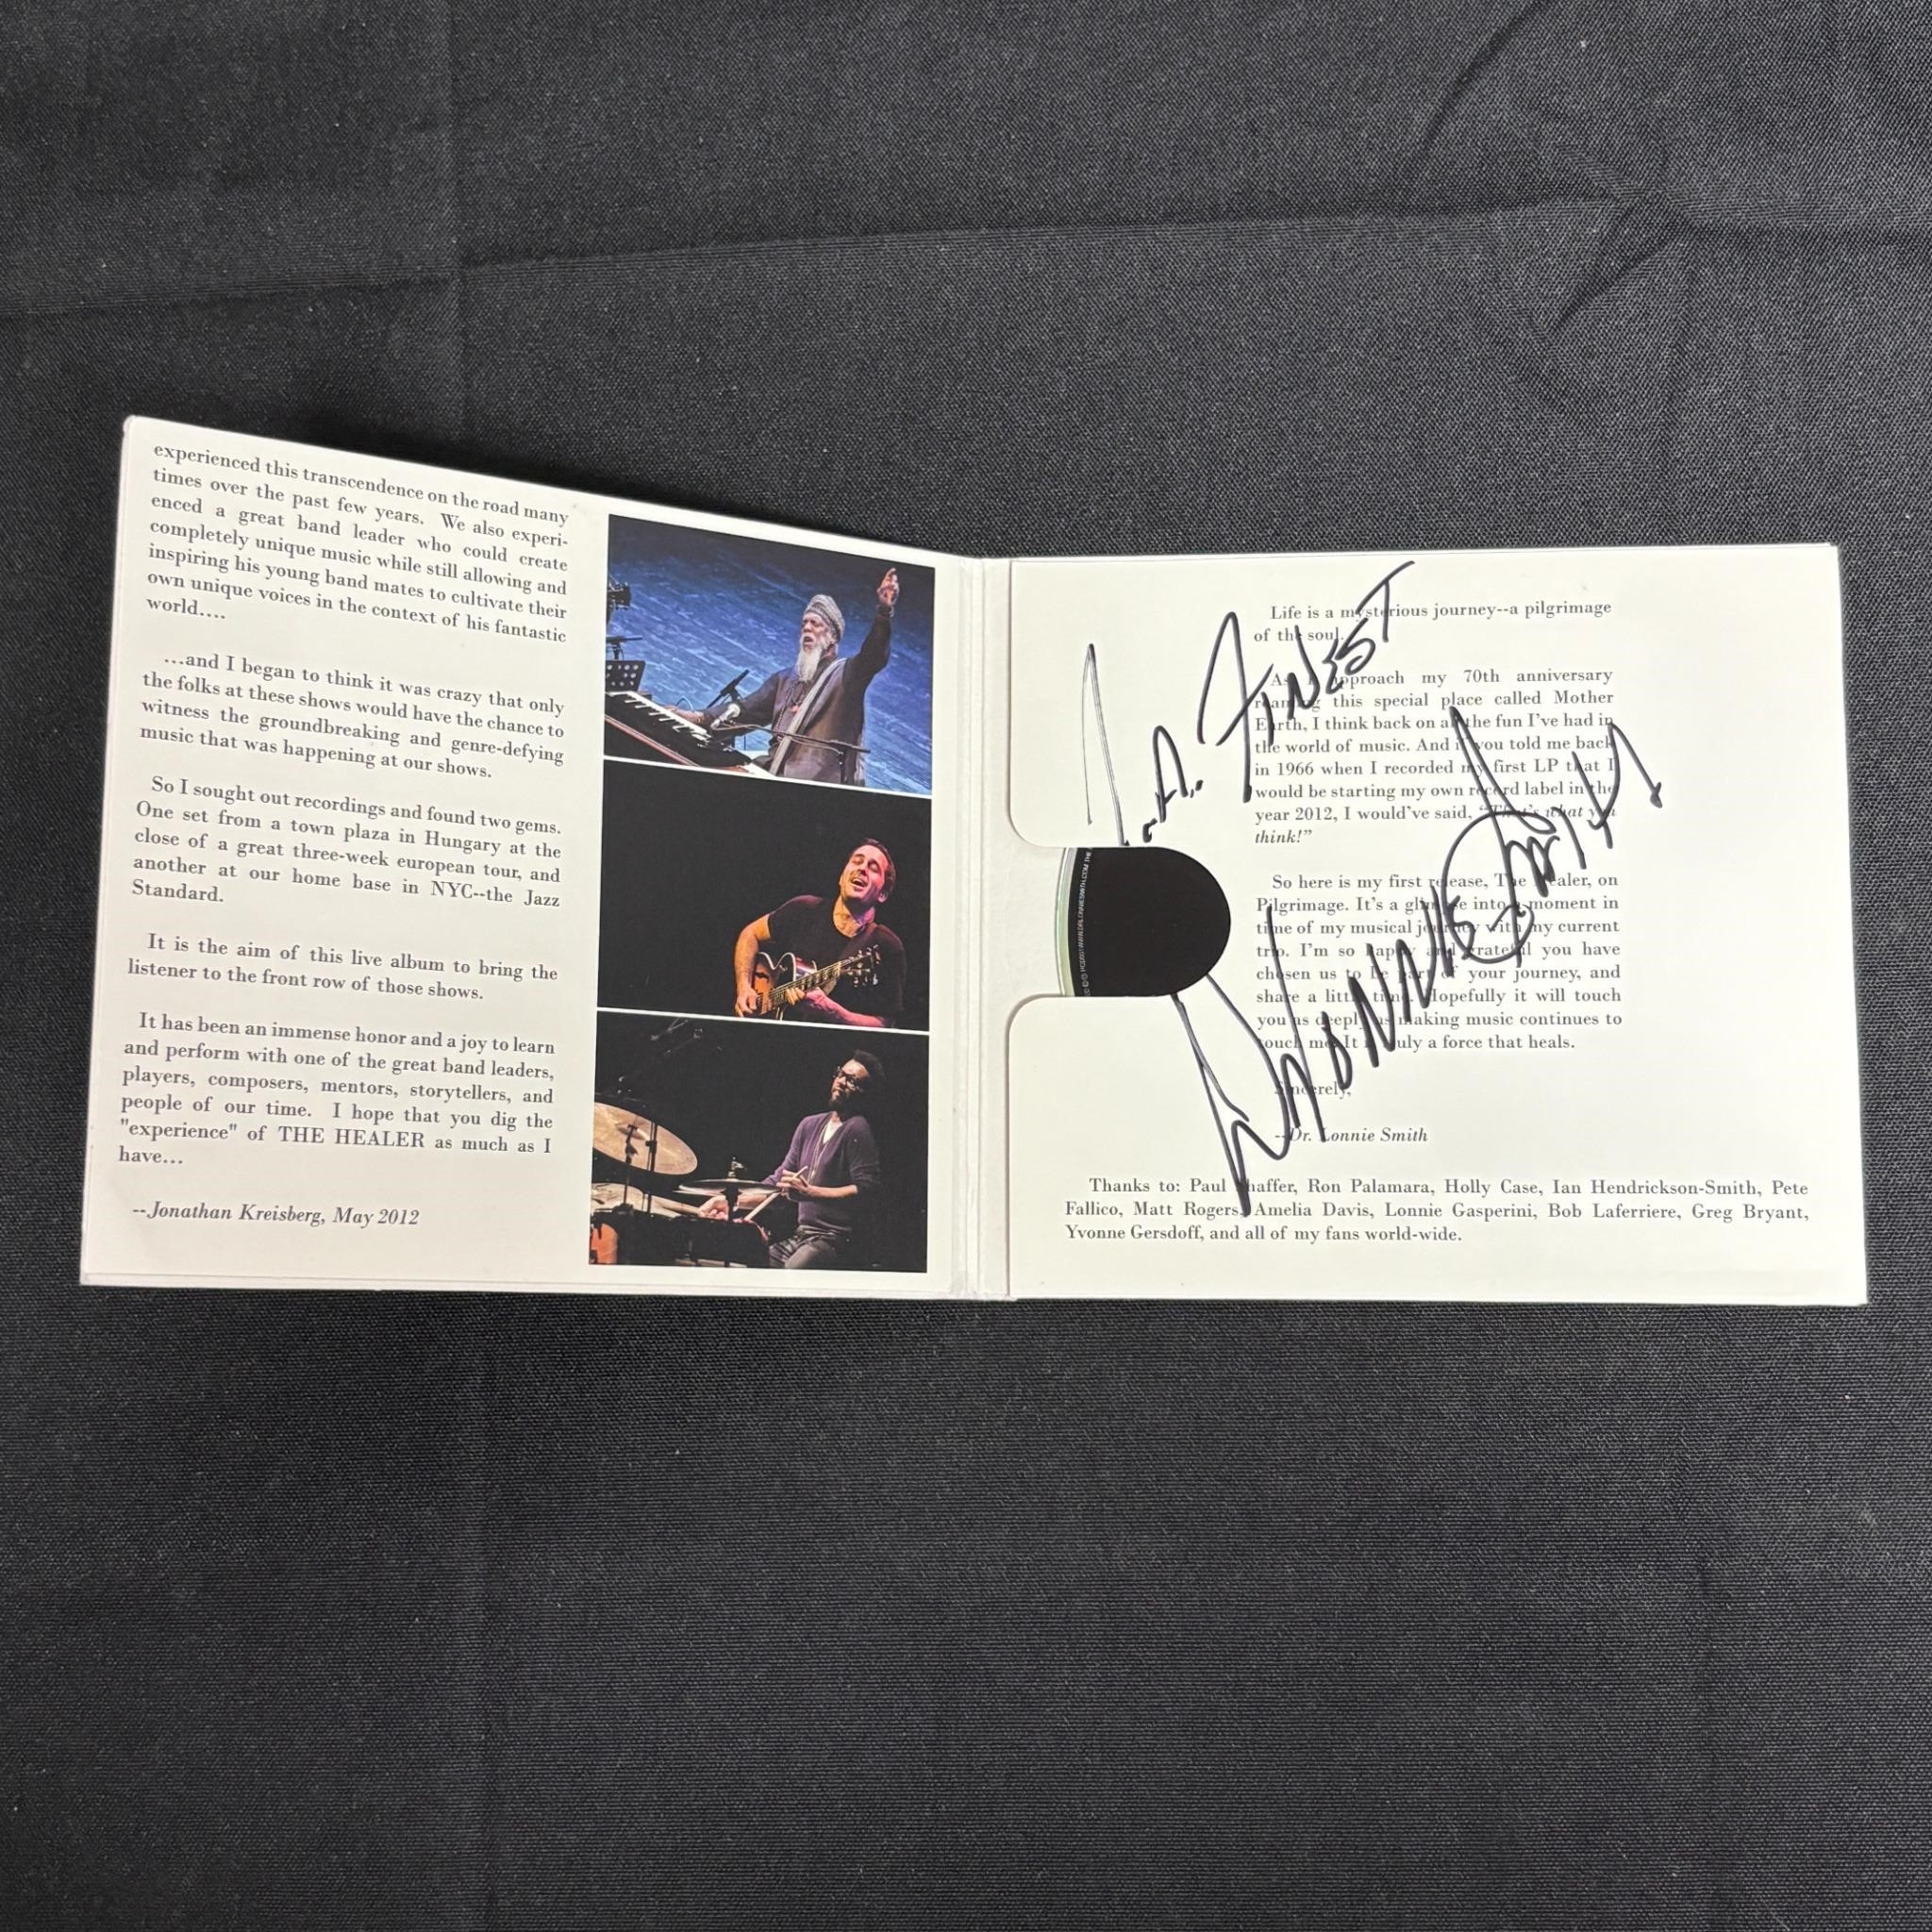 experienced this transcendence on the road many
times over the past few years. We also experi-
enced a great band leader who could create
completely unique music while still allowing and
inspiring his young band mates to cultivate their
own unique voices in the context of his fantastic
world….
…and I began to think it was crazy that only
the folks at these shows would have the chance to
witness the groundbreaking and genre-defying
music that was happening at our shows.
So I sought out recordings and found two gems.
One set from a town plaza in Hungary at the
close of a great three-week european tour, and
another at our home base in NYC--the Jazz
Standard.
It is the aim of this live album to bring the
listener to the front row of those shows.
It has been an immense honor and a joy to learn
and perform with one of the great band leaders,
players, composers, mentors, storytellers, and
people of our time. I hope that you dig the
"experience" of THE HEALER as much as I
have…
--Jonathan Kreisberg, May 2012
Life is a mysterious journey--a pilgrimage
of the soul.
As I approach my 70th anniversary
roaming this special place called Mother
Earth, I think back on all the fun I've had in
the world of music. And if you told me back
in 1966 when I recorded my first LP that I
would be starting my own record label in the
year 2012, I would've said, "That's what you
think!"
So here is my first release, The Healer, on
Pilgrimage. It's a glimpse into a moment in
time of my musical journey with my current
trio. I'm so happy and grateful you have
chosen us to be part of your journey, and
share a little time. Hopefully it will touch
you as deeply as making music continues to
touch me. It is truly a force that heals.
Sincerely,
--Dr. Lonnie Smith
Thanks to: Paul Shaffer, Ron Palamara, Holly Case, Ian Hendrickson-Smith, Pete
Fallico, Matt Rogers, Amelia Davis, Lonnie Gasperini, Bob Laferriere, Greg Bryant,
Yvonne Gersdoff, and all of my fans world-wide.
FINEST
LONNIE Smith